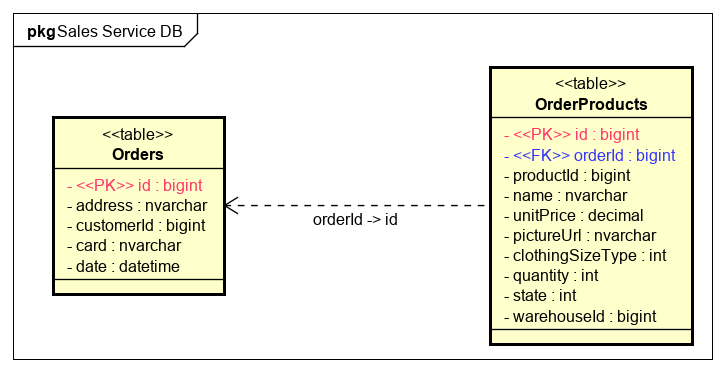 pkg Sales Service DB
<<table>>
Orders
- <<PK>> id : bigint
- address : nvarchar
- customerId : bigint
- card : nvarchar
- date : datetime
orderId -> id
<<table>>
OrderProducts
- <<PK>> id : bigint
- <<FK>> orderId : bigint
- productId : bigint
- name : nvarchar
- unitPrice : decimal
- pictureUrl : nvarchar
- clothingSizeType : int
- quantity : int
- state : int
- warehouseId : bigint